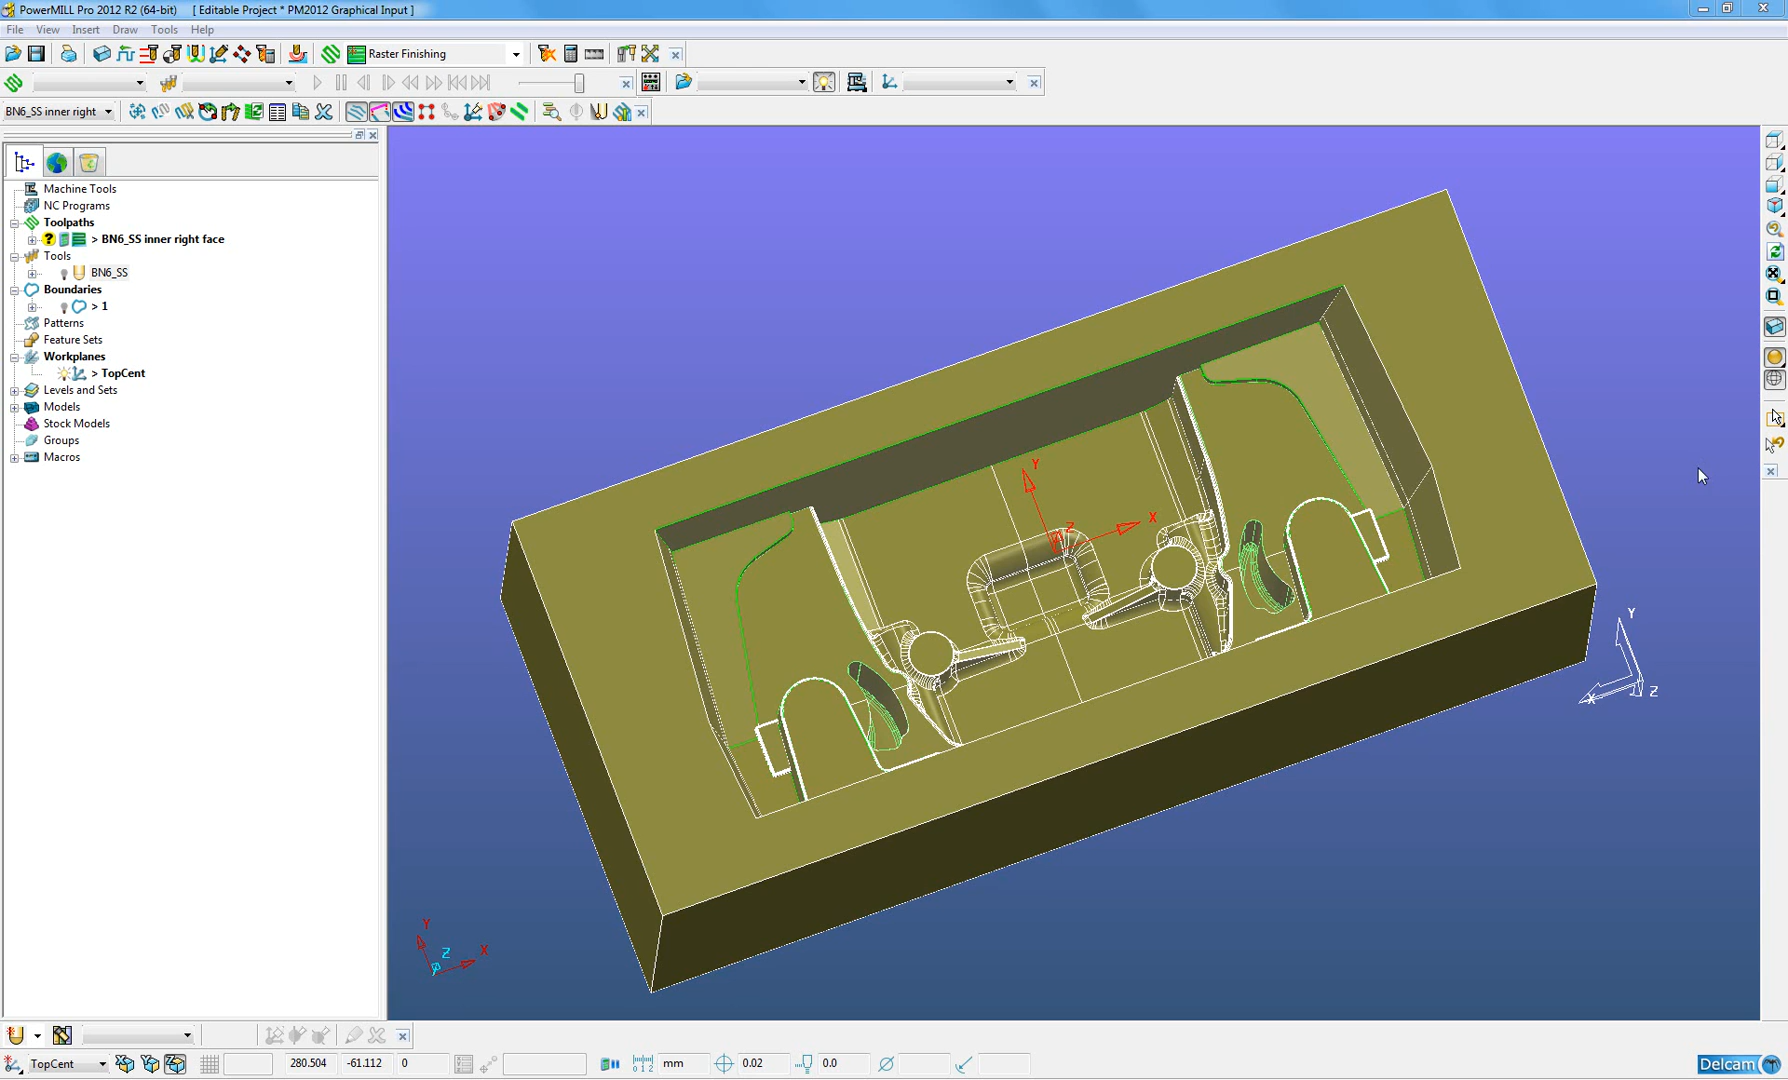 PowerMILL Pro 2012 R2 (64-bit) [ Editable Project * PM2012 Graphical Input ]
File View Insert Draw Tools Help
Raster Finishing
BN6_SS inner right
Machine Tools
NC Programs
Toolpaths
> BN6_SS inner right face
Tools
BN6_SS
Boundaries
> 1
Patterns
Feature Sets
Workplanes
> TopCent
Levels and Sets
Models
Stock Models
Groups
Macros
Y
X
Z
Y
X
Z
Y
Z
X
TopCent 280.504 -61.112 0 mm 0.02 0.0
Delcam